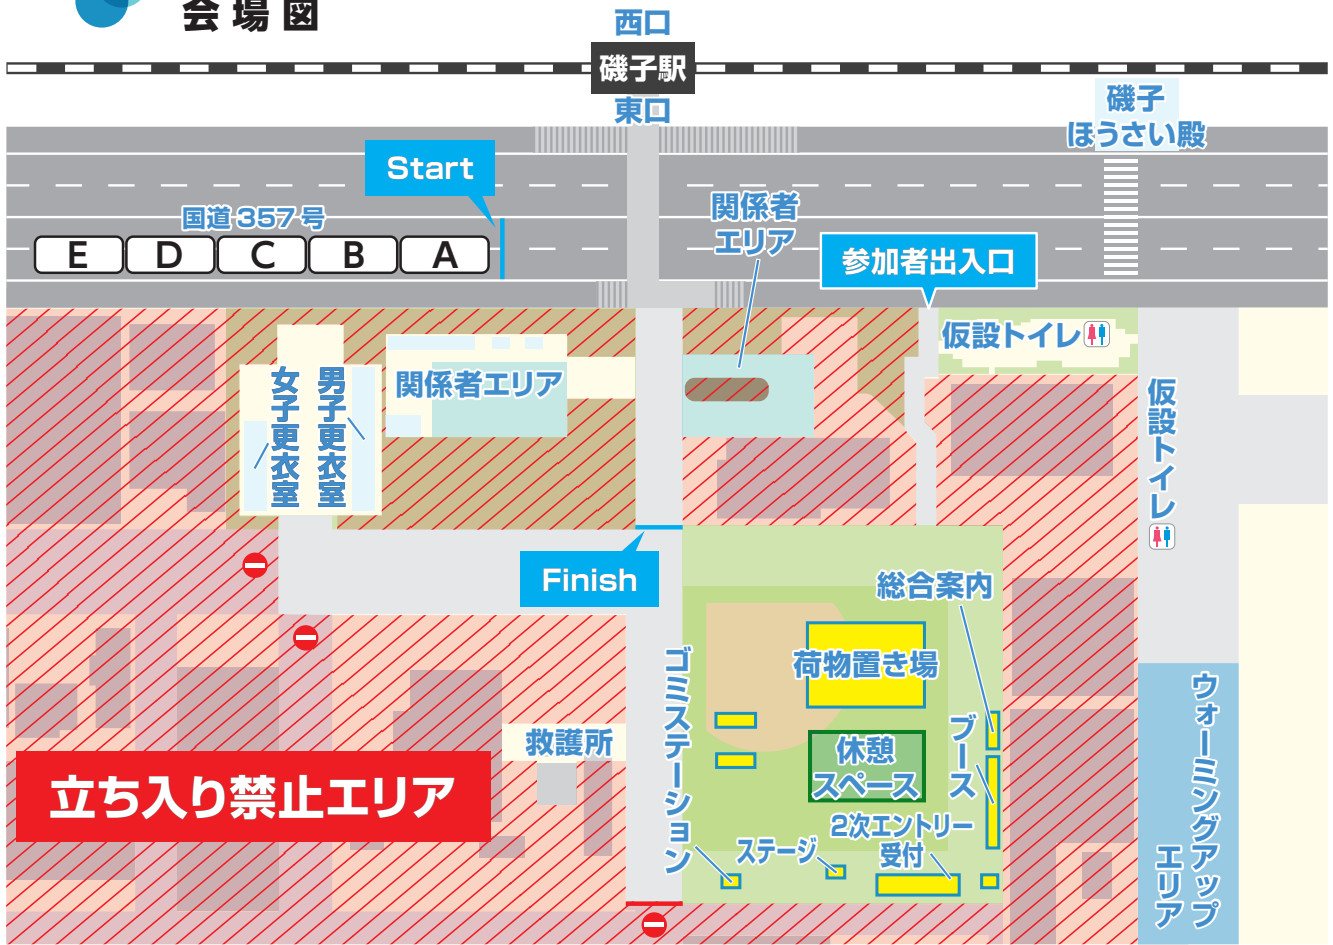 会場図
西口
磯子駅
東口
磯子
ほうさい殿
Start
国道357号
E D C B A
関係者
エリア
参加者出入口
仮設トイレ
女子更衣室
男子更衣室
関係者エリア
仮設トイレ
Finish
総合案内
荷物置き場
ゴミステーション
ブース
休憩
スペース
救護所
立ち入り禁止エリア
2次エントリー
受付
ステージ
ウォーミングアップ
エリア